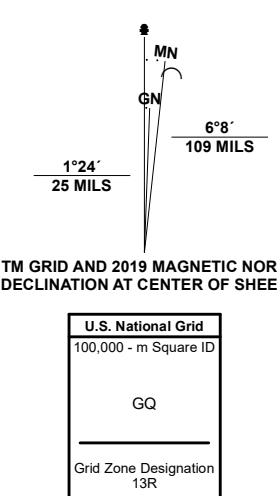 MN
GN
6°8´
109 MILS
1°24´
25 MILS
TM GRID AND 2019 MAGNETIC NOR
DECLINATION AT CENTER OF SHEE
U.S. National Grid
100,000 - m Square ID
GQ
Grid Zone Designation
13R